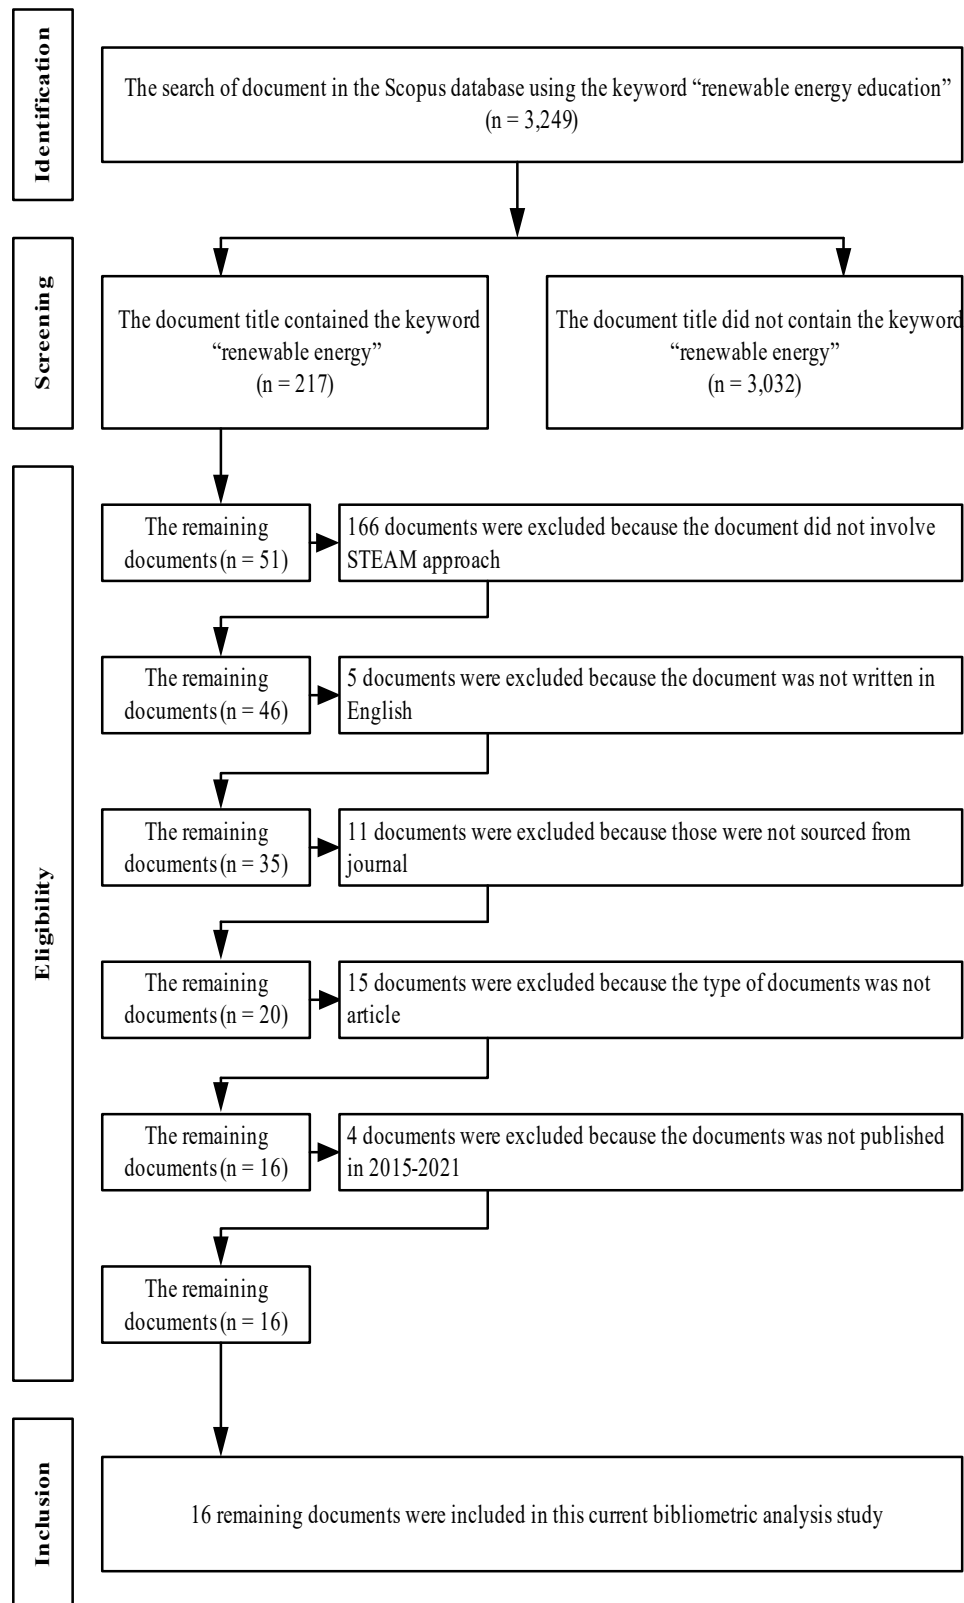 Identification
The search of document in the Scopus database using the keyword “renewable energy education”
(n = 3,249)
Screening
The document title contained the keyword
“renewable energy”
(n = 217)
The document title did not contain the keyword
“renewable energy”
(n = 3,032)
Eligibility
The remaining
documents (n = 51)
166 documents were excluded because the document did not involve
STEAM approach
The remaining
documents (n = 46)
5 documents were excluded because the document was not written in
English
The remaining
documents (n = 35)
11 documents were excluded because those were not sourced from
journal
The remaining
documents (n = 20)
15 documents were excluded because the type of documents was not
article
The remaining
documents (n = 16)
4 documents were excluded because the documents was not published
in 2015-2021
The remaining
documents (n = 16)
Inclusion
16 remaining documents were included in this current bibliometric analysis study